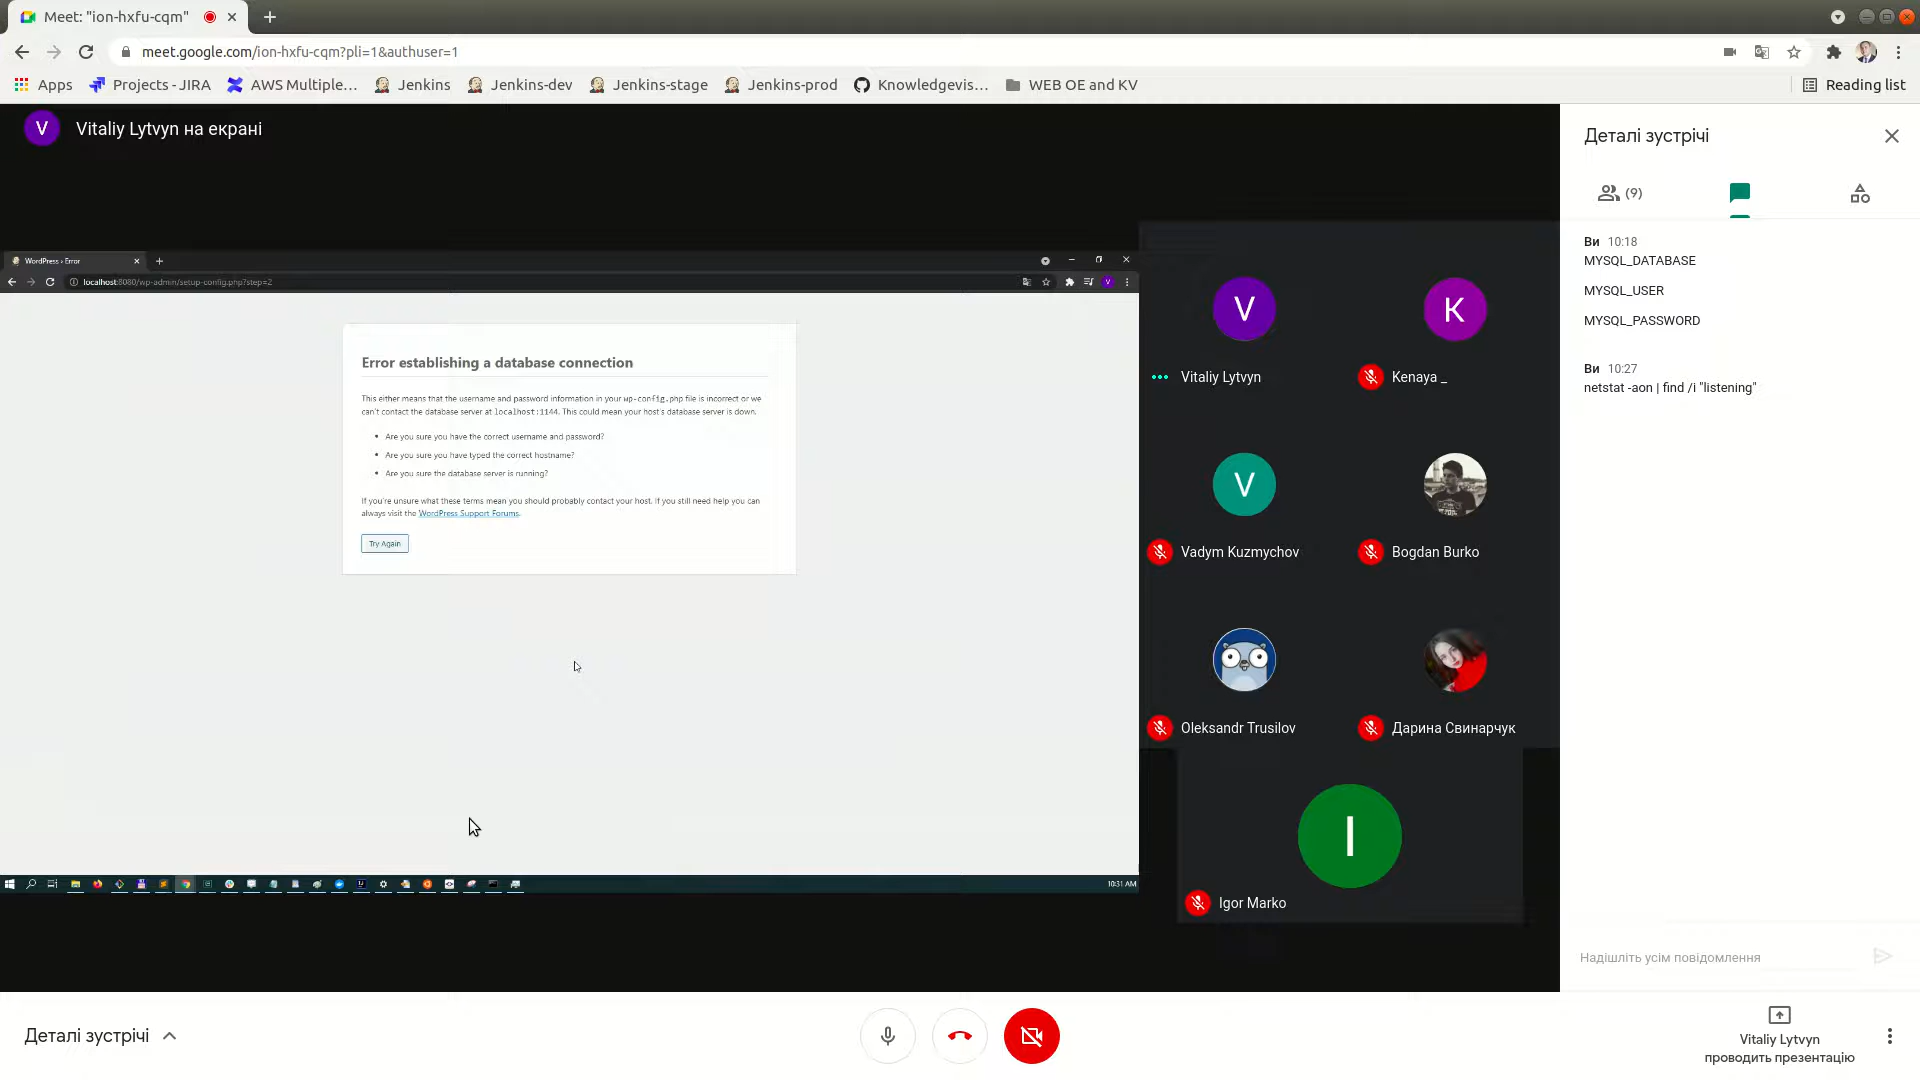 Meet: "ion-hxfu-cqm"
meet.google.com/ion-hxfu-cqm?pli=1&authuser=1
Apps
Projects - JIRA
AWS Multiple...
Jenkins
Jenkins-dev
Jenkins-stage
Jenkins-prod
Knowledgevis...
WEB OE and KV
Reading list
V
Vitaliy Lytvyn на екрані
WordPress › Error
localhost:8080/wp-admin/setup-config.php?step=2
V
Error establishing a database connection
This either means that the username and password information in your wp-config.php file is incorrect or we
can't contact the database server at localhost:1144. This could mean your host's database server is down.
Are you sure you have the correct username and password?
Are you sure you have typed the correct hostname?
Are you sure the database server is running?
If you're unsure what these terms mean you should probably contact your host. If you still need help you can
always visit the WordPress Support Forums.
Try Again
10:31 AM
V
Vitaliy Lytvyn
K
Kenaya _
V
Vadym Kuzmychov
Bogdan Burko
Oleksandr Trusilov
Дарина Свинарчук
I
Igor Marko
Деталі зустрічі
(9)
Ви 10:18
MYSQL_DATABASE
MYSQL_USER
MYSQL_PASSWORD
Ви 10:27
netstat -aon | find /i "listening"
Надішліть усім повідомлення
Деталі зустрічі
Vitaliy Lytvyn
проводить презентацію